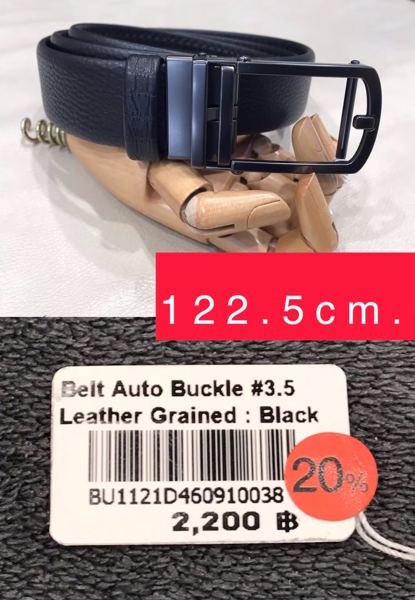 122.5cm.
Belt Auto Buckle #3.5
Leather Grained : Black
BU1121D460910038
20%
2,200 ฿